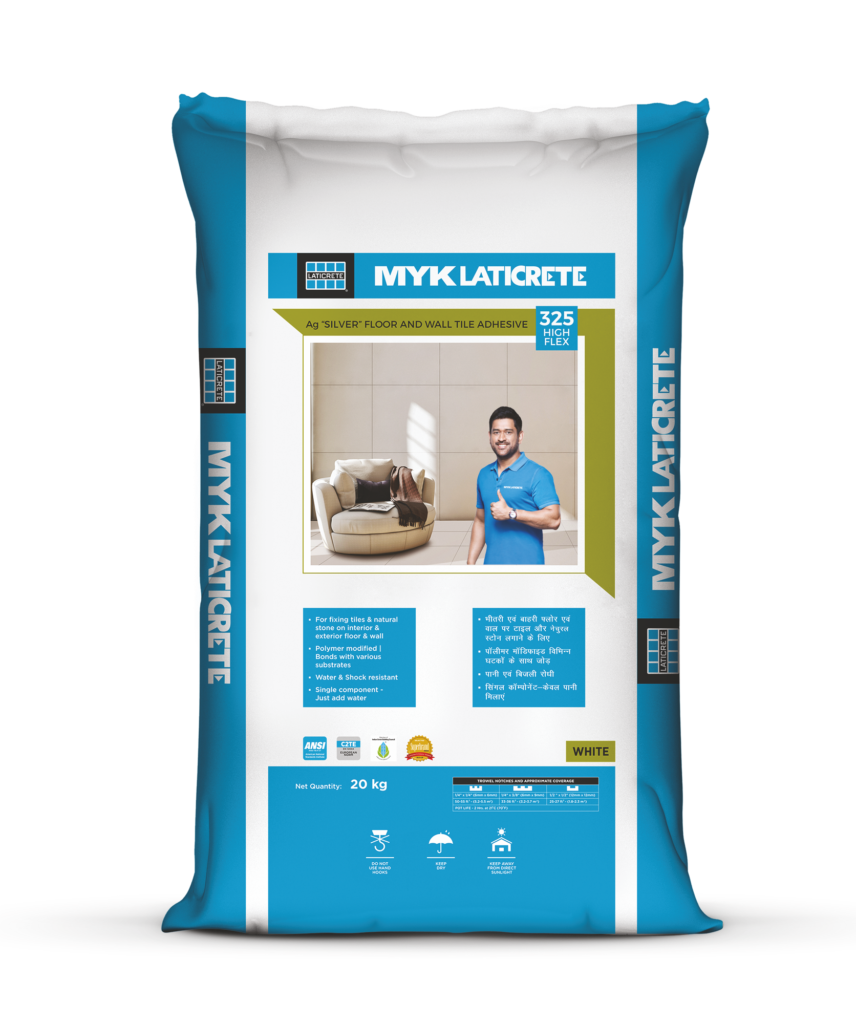 LATICRETE
MYK LATICRETE
Ag "SILVER" FLOOR AND WALL TILE ADHESIVE
325
HIGH
FLEX
MYK LATICRETE
LATICRETE
MYK LATICRETE
MYK LATICRETE
LATICRETE
• For fixing tiles & natural
stone on interior &
exterior floor & wall
• Polymer modified |
Bonds with various
substrates
• Water & Shock resistant
• Single component -
Just add water
• भीतरी एवं बाहरी फ्लोर एवं
वाल पर टाइल और नेचुरल
स्टोन लगाने के लिए
• पॉलीमर मॉडिफाइड विभिन्न
घटकों के साथ जोड़
• पानी एवं बिजली रोधी
• सिंगल कॉम्पोनेंट–केवल पानी
मिलाएं
ANSI
C2TE
WHITE
Net Quantity: 20 kg
TROWEL NOTCHES AND APPROXIMATE COVERAGE
DO NOT
USE HAND
HOOKS
KEEP
DRY
KEEP AWAY
FROM DIRECT
SUNLIGHT